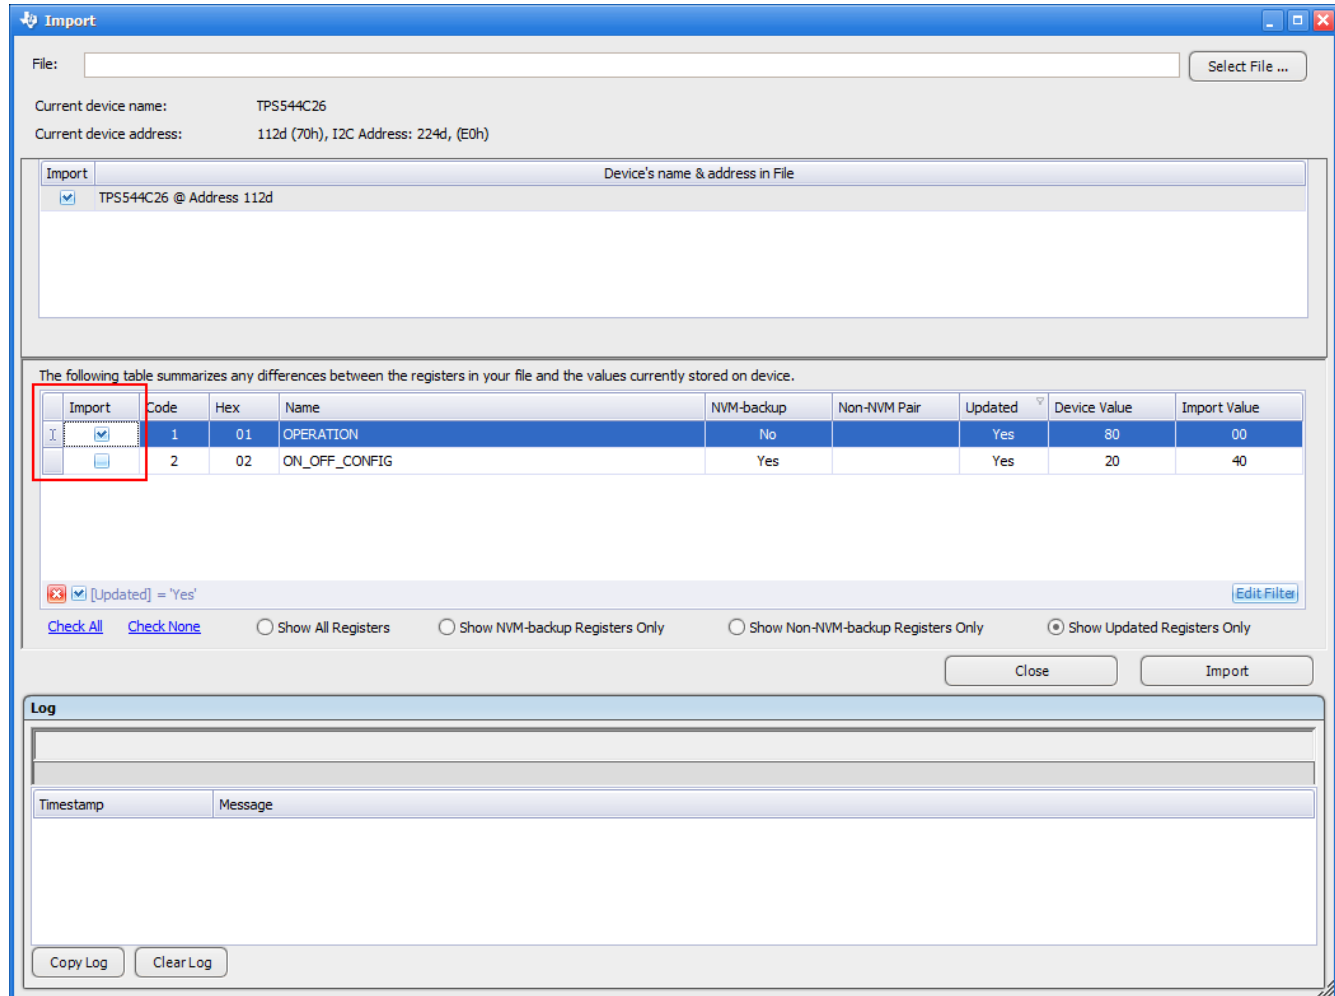 Import
File:
Select File ...
Current device name: TPS544C26
Current device address: 112d (70h), I2C Address: 224d, (E0h)
Import Device's name & address in File
TPS544C26 @ Address 112d
The following table summarizes any differences between the registers in your file and the values currently stored on device.
Import Code Hex Name NVM-backup Non-NVM Pair Updated Device Value Import Value
1 01 OPERATION No Yes 80 00
2 02 ON_OFF_CONFIG Yes Yes 20 40
[Updated] = 'Yes' Edit Filter
Check All Check None Show All Registers Show NVM-backup Registers Only Show Non-NVM-backup Registers Only Show Updated Registers Only
Close Import
Log
Timestamp Message
Copy Log Clear Log